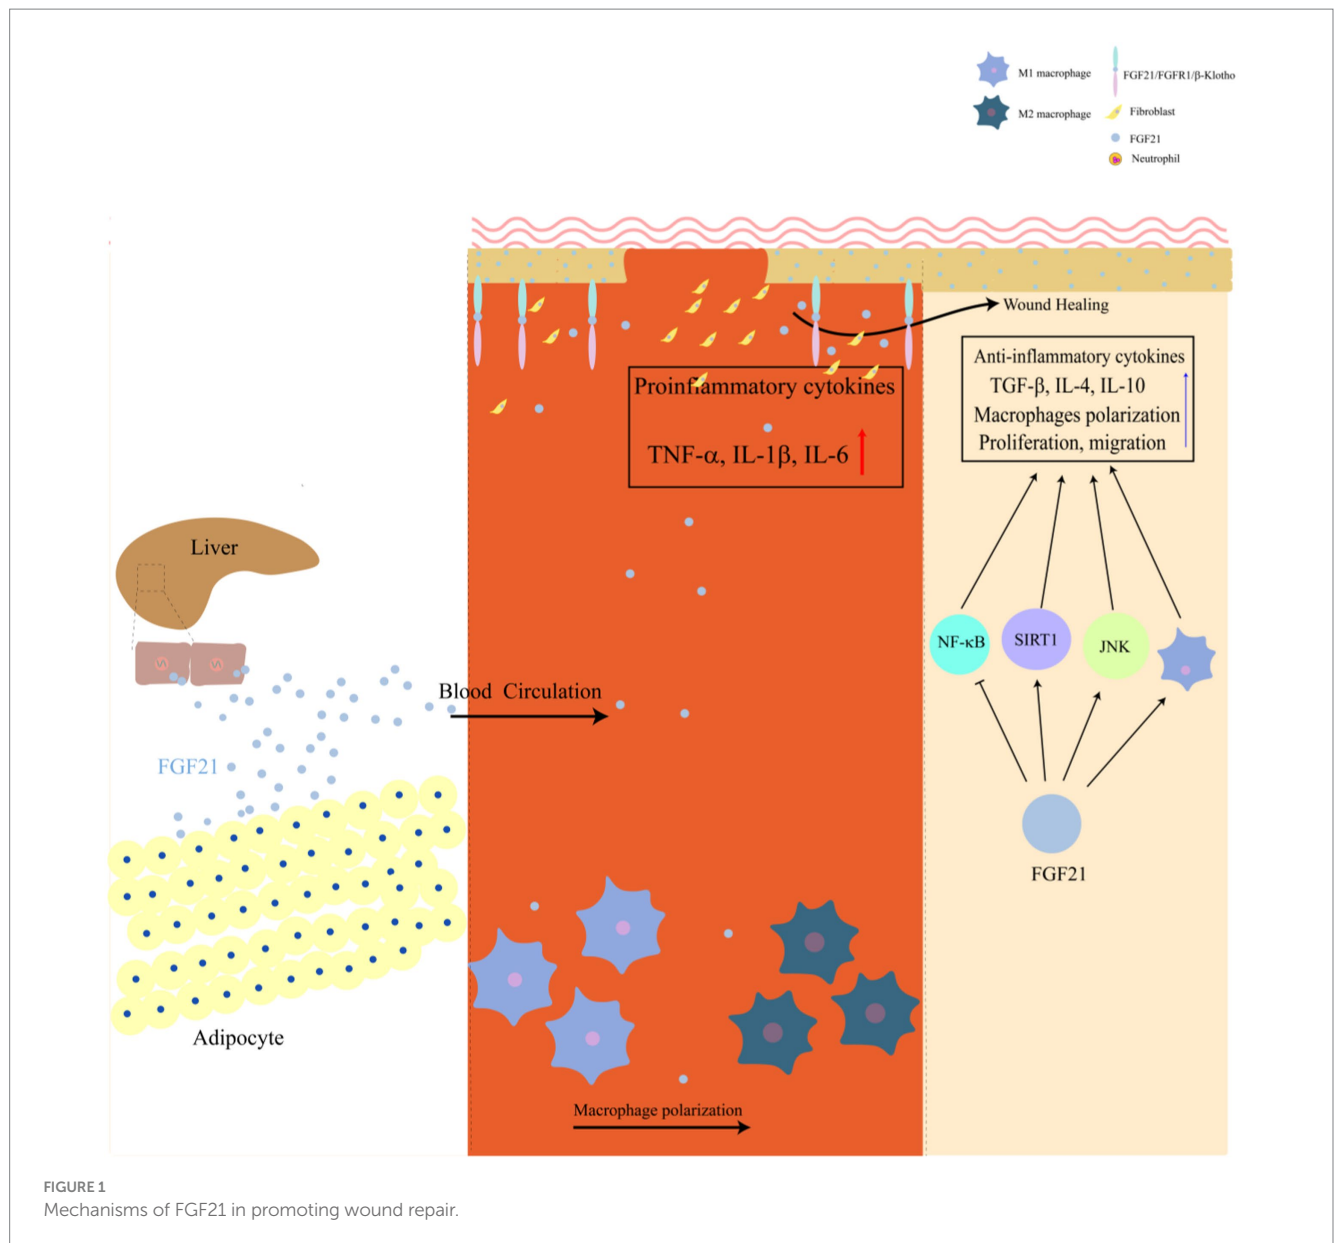 M1 macrophage
FGF21/FGFR1/β-Klotho
M2 macrophage
Fibroblast
FGF21
Neutrophil
Wound Healing
Proinflammatory cytokines
TNF-α, IL-1β, IL-6
Anti-inflammatory cytokines
TGF-β, IL-4, IL-10
Macrophages polarization
Proliferation, migration
Liver
NF-κB
SIRT1
JNK
Blood Circulation
FGF21
FGF21
Adipocyte
Macrophage polarization
FIGURE 1
Mechanisms of FGF21 in promoting wound repair.